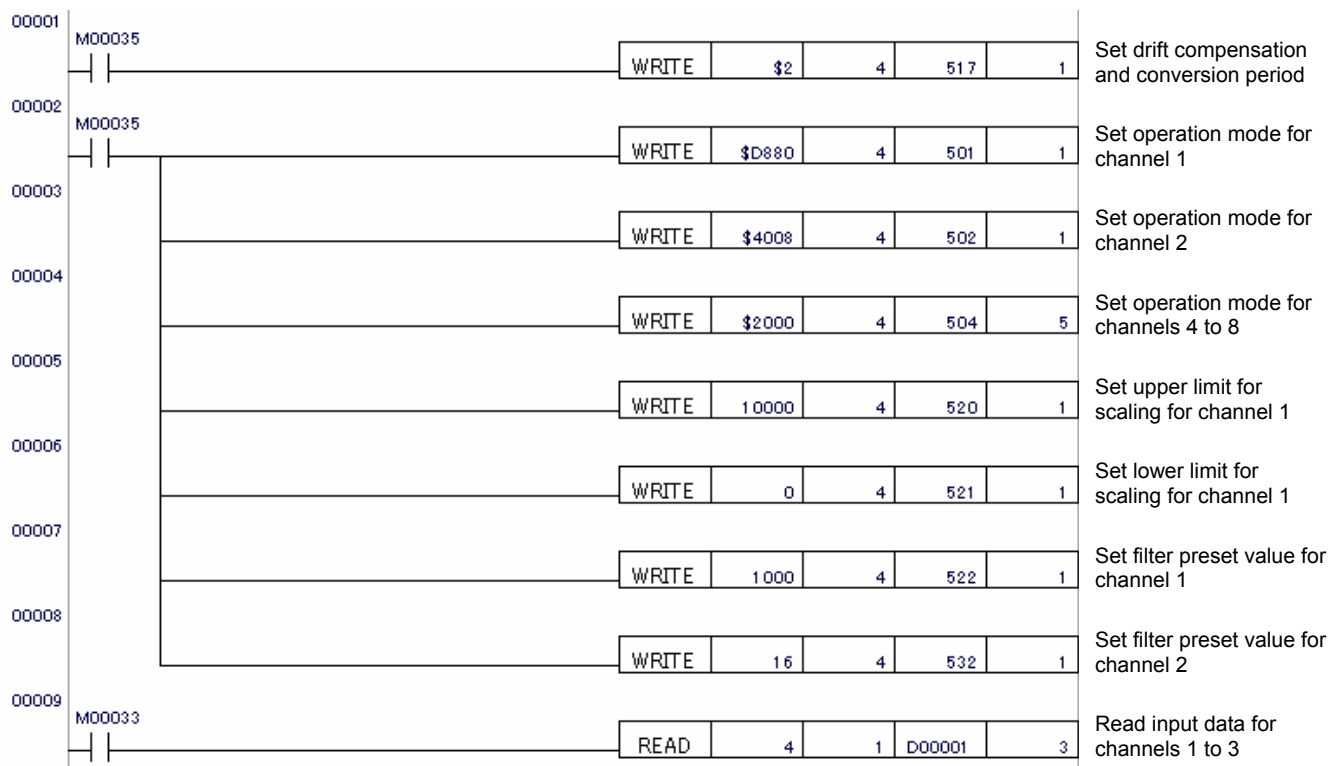 00001
M00035
WRITE $2 4 517 1
Set drift compensation
and conversion period
00002
M00035
WRITE $D880 4 501 1
Set operation mode for
channel 1
00003
WRITE $4008 4 502 1
Set operation mode for
channel 2
00004
WRITE $2000 4 504 5
Set operation mode for
channels 4 to 8
00005
WRITE 10000 4 520 1
Set upper limit for
scaling for channel 1
00006
WRITE 0 4 521 1
Set lower limit for
scaling for channel 1
00007
WRITE 1000 4 522 1
Set filter preset value for
channel 1
00008
WRITE 16 4 532 1
Set filter preset value for
channel 2
00009
M00033
READ 4 1 D00001 3
Read input data for
channels 1 to 3